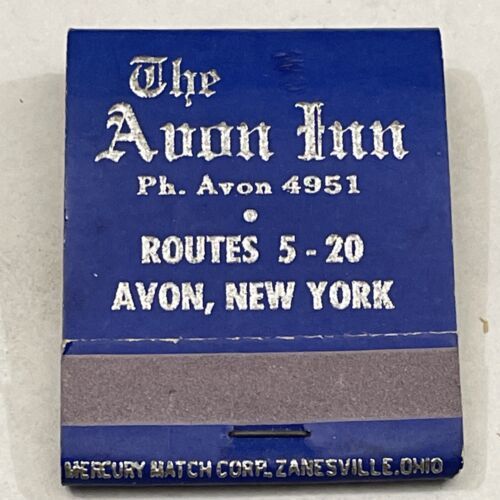 The
Avon Inn
Ph. Avon 4951
•
ROUTES 5-20
AVON, NEW YORK
MERCURY MATCH CORP., ZANESVILLE, OHIO